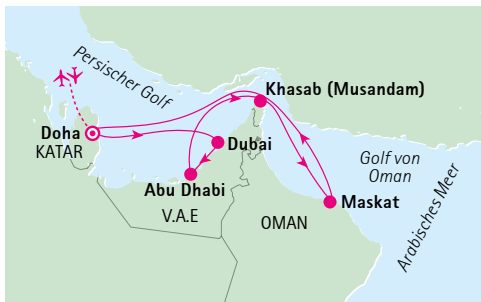 Persischer Golf
Khasab (Musandam)
Doha
KATAR
Dubai
Golf von
Oman
Abu Dhabi
Maskat
V.A.E
OMAN
Arabisches Meer